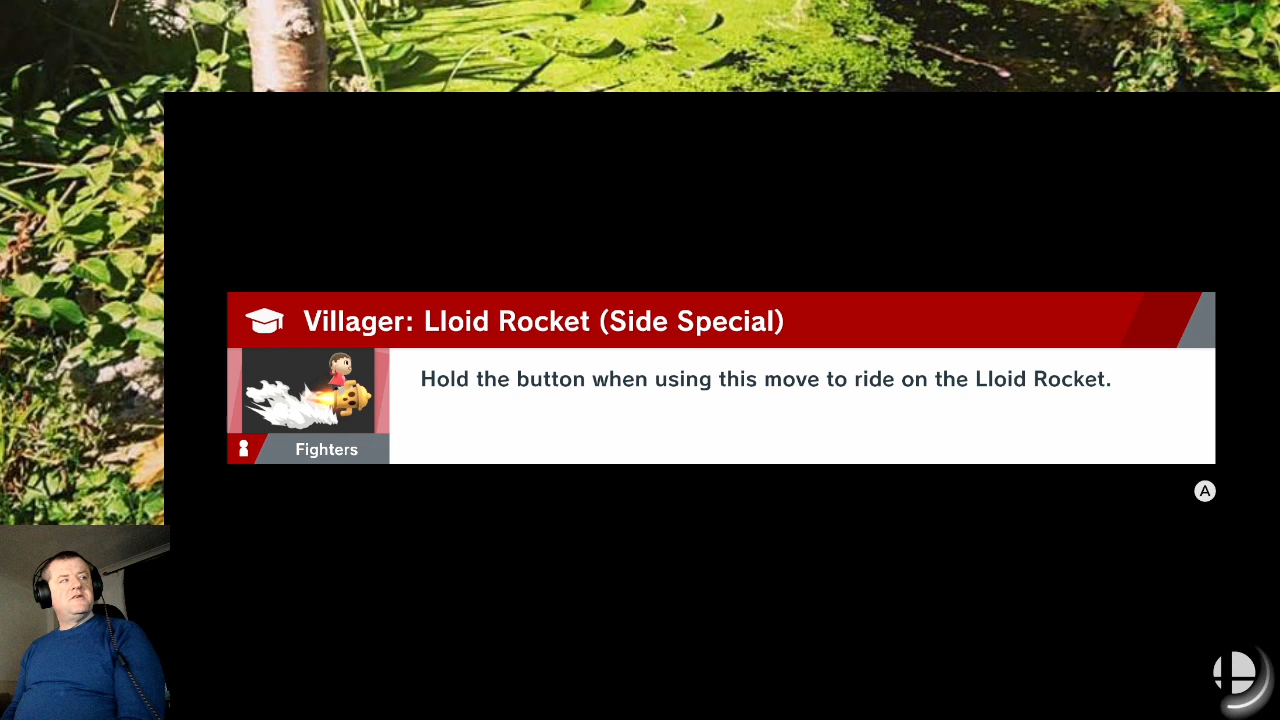 Villager: Lloid Rocket (Side Special)
Hold the button when using this move to ride on the Lloid Rocket.
Fighters
A